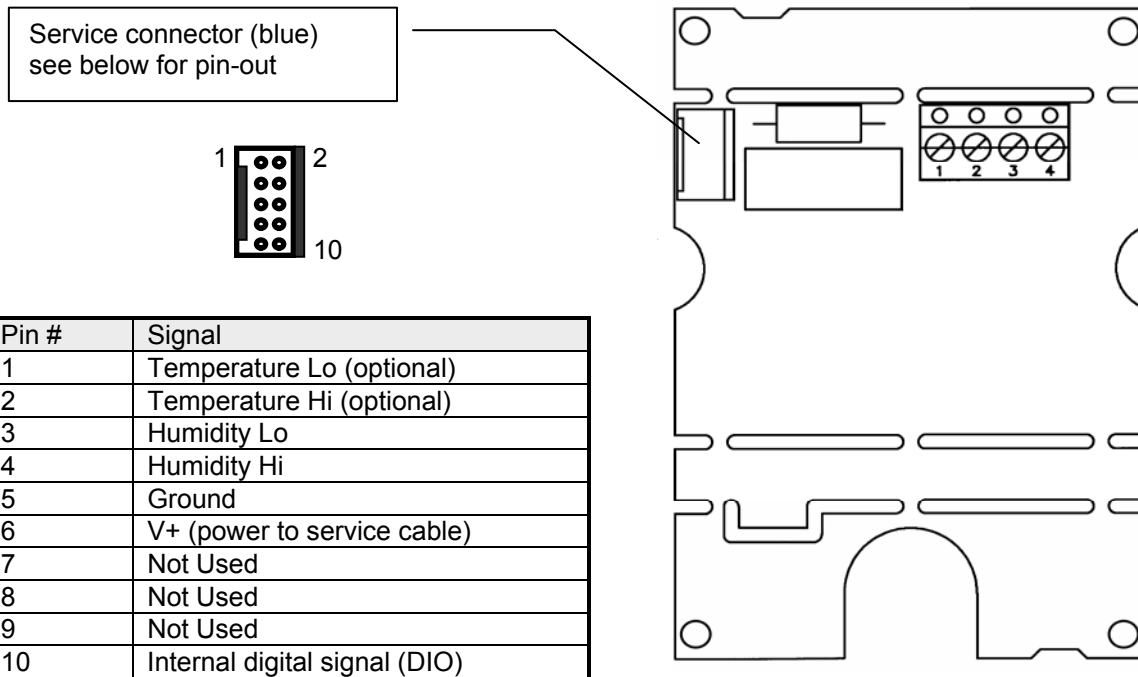 Service connector (blue)
see below for pin-out
1 2
10
1 2 3 4
Pin # Signal
1 Temperature Lo (optional)
2 Temperature Hi (optional)
3 Humidity Lo
4 Humidity Hi
5 Ground
6 V+ (power to service cable)
7 Not Used
8 Not Used
9 Not Used
10 Internal digital signal (DIO)